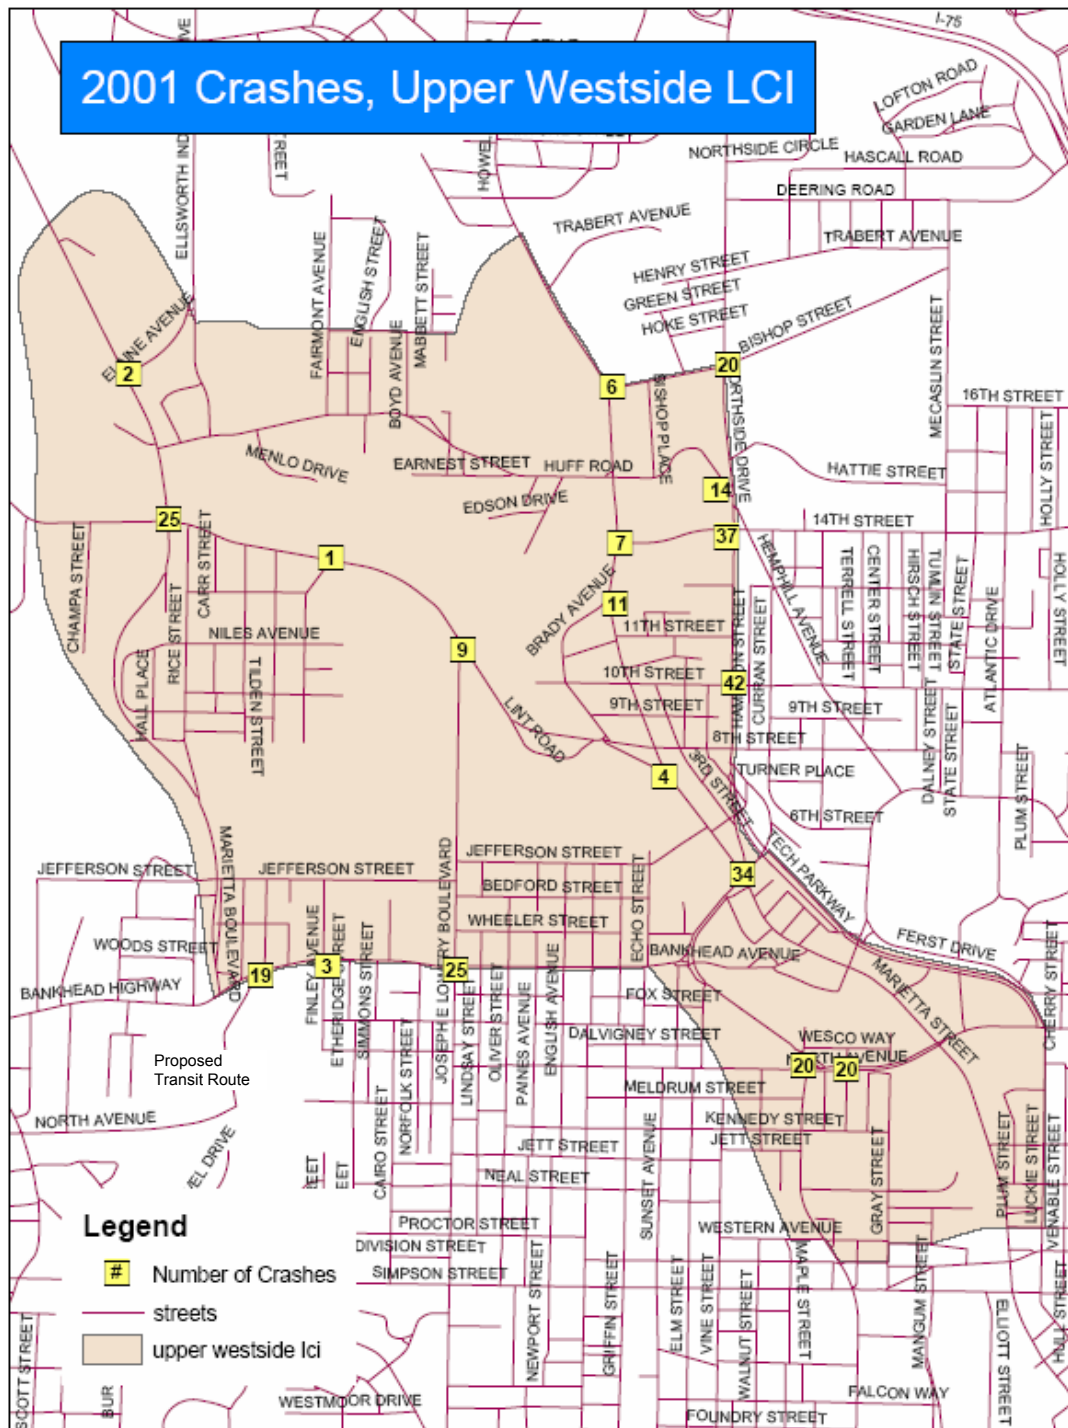 I-75
2001 Crashes, Upper Westside LCI
LOFTON ROAD
GARDEN LANE
NORTHSIDE CIRCLE
HASCALL ROAD
DEERING ROAD
ELLSWORTH IND
TRABERT AVENUE
TRABERT AVENUE
FAIRMONT AVENUE
ENGLISH STREET
MABBETT STREET
HENRY STREET
GREEN STREET
HOKE STREET
BISHOP STREET
BOYD AVENUE
MECASLIN STREET
2
6
20
BISHOP PLACE
16TH STREET
HOLLY STREET
MENLO DRIVE
EARNEST STREET
HUFF ROAD
HATTIE STREET
EDSON DRIVE
14
25
14TH STREET
37
7
1
CHAMPA STREET
CARR STREET
RICE STREET
HEMPHILL AVENUE
TERRELL STREET
CENTER STREET
HIRSCH STREET
TUMLIN STREET
STATE STREET
HOLLY STREET
BRADY AVENUE
11
11TH STREET
CURRAN STREET
ATLANTIC DRIVE
NILES AVENUE
9
10TH STREET
42
HALL PLACE
TILDEN STREET
LINT ROAD
9TH STREET
9TH STREET
8TH STREET
DALNEY STREET
STATE STREET
3RD STREET
TURNER PLACE
4
6TH STREET
PLUM STREET
MARIETTA BOULEVARD
JEFFERSON STREET
JEFFERSON STREET
JEFFERSON STREET
34
TECH PARKWAY
BEDFORD STREET
WHEELER STREET
ECHO STREET
WOODS STREET
BANKHEAD AVENUE
FERST DRIVE
BANKHEAD HIGHWAY
19
3
25
FINLEY AVENUE
SIMMONS STREET
FOX STREET
MARIETTA STREET
CHERRY STREET
LINDSAY STREET
OLIVER STREET
PAINES AVENUE
ENGLISH AVENUE
DALVIGNEY STREET
WESCO WAY
20
20
Proposed
Transit Route
NORFOLK STREET
MELDRUM STREET
NORTH AVENUE
KENNEDY STREET
JETT STREET
JETT STREET
CAIRO STREET
NEAL STREET
SUNSET AVENUE
GRAY STREET
PLUM STREET
LUCKIE STREET
VENABLE STREET
Legend
PROCTOR STREET
WESTERN AVENUE
DIVISION STREET
# Number of Crashes
SIMPSON STREET
streets
upper westside lci
NEWPORT STREET
GRIFFIN STREET
ELM STREET
VINE STREET
WALNUT STREET
MAPLE STREET
MANGUM STREET
ELLIOTT STREET
HULL STREET
SCOTT STREET
BUR
WESTMOOR DRIVE
FALCON WAY
FOUNDRY STREET